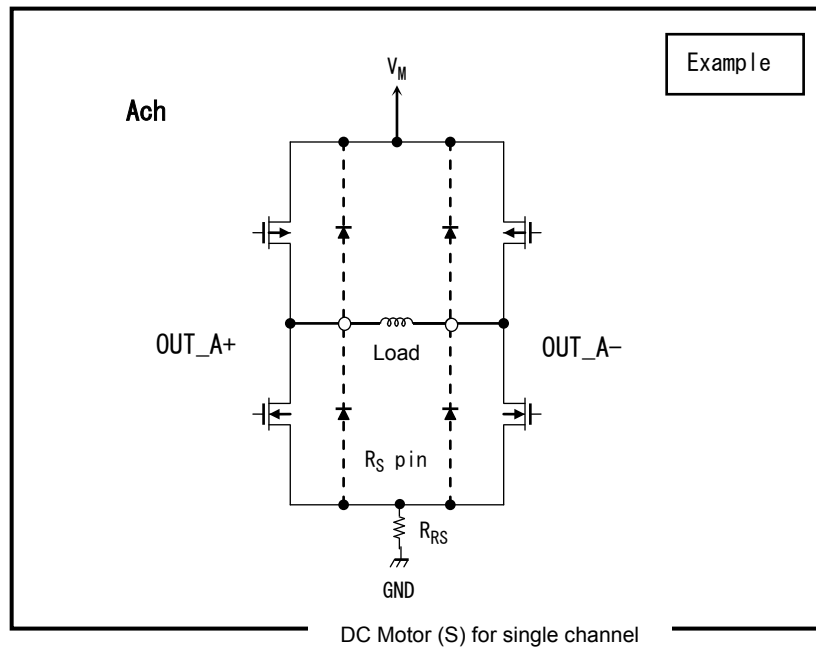 Example
V_M
Ach
OUT_A+
Load
OUT_A-
R_S pin
R_RS
GND
DC Motor (S) for single channel